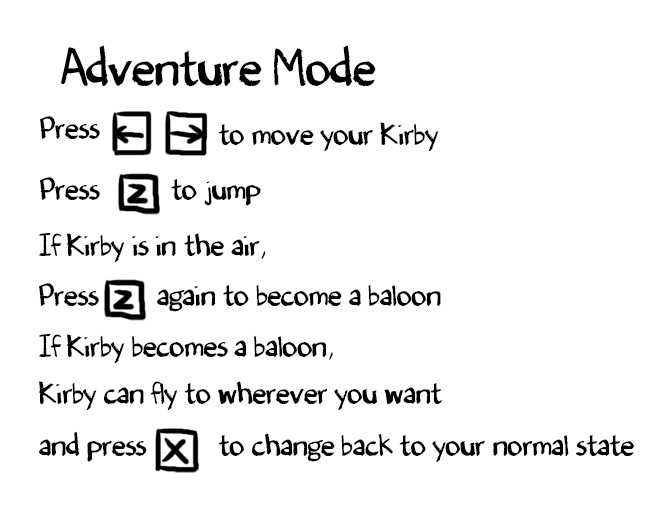 Adventure Mode
Press ← → to move your Kirby
Press Z to jump
If Kirby is in the air,
Press Z again to become a baloon
If Kirby becomes a baloon,
Kirby can fly to wherever you want
and press X to change back to your normal state